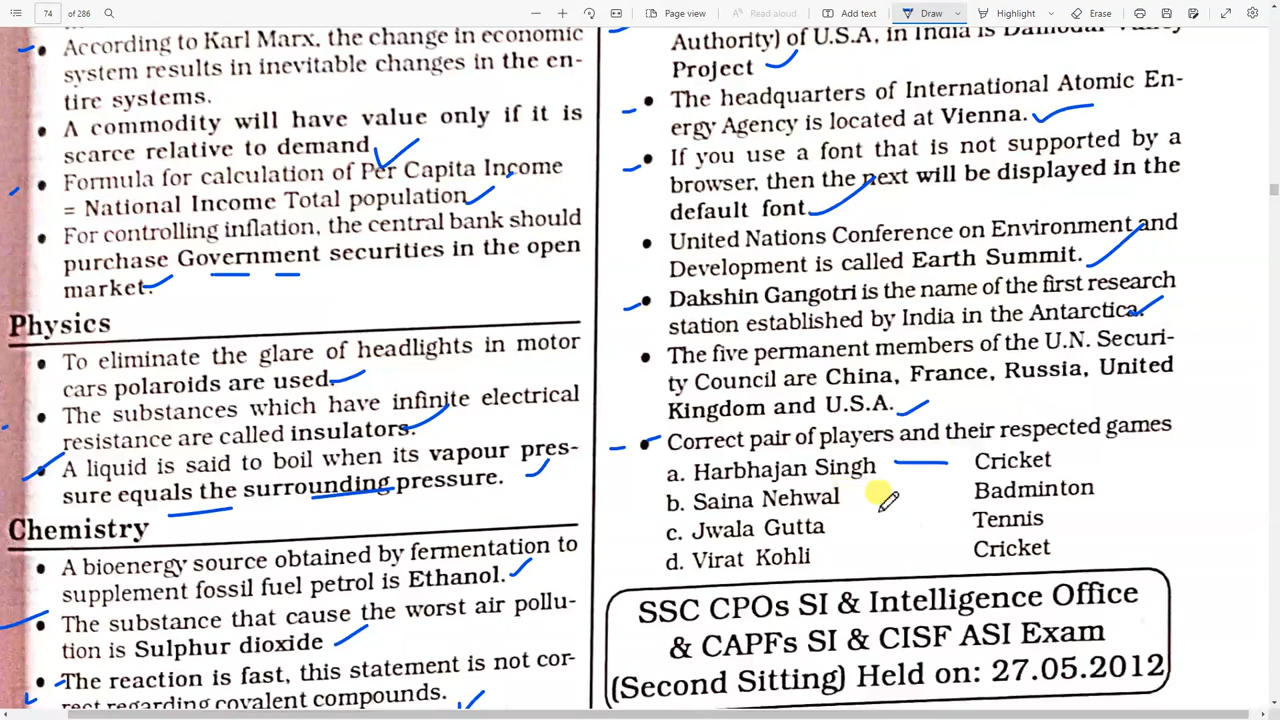 74 of 286
Page view
Read aloud
Add text
Draw
Highlight
Erase
According to Karl Marx, the change in economic
system results in inevitable changes in the en-
tire systems.
A commodity will have value only if it is
scarce relative to demand
Formula for calculation of Per Capita Income
= National Income Total population
For controlling inflation, the central bank should
purchase Government securities in the open
market.
Physics
To eliminate the glare of headlights in motor
cars polaroids are used.
The substances which have infinite electrical
resistance are called insulators.
A liquid is said to boil when its vapour pres-
sure equals the surrounding pressure.
Chemistry
A bioenergy source obtained by fermentation to
supplement fossil fuel petrol is Ethanol.
The substance that cause the worst air pollu-
tion is Sulphur dioxide
The reaction is fast, this statement is not cor-
rect regarding covalent compounds.
Authority) of U.S.A, in India is Damodar Valley
Project
The headquarters of International Atomic En-
ergy Agency is located at Vienna.
If you use a font that is not supported by a
browser, then the next will be displayed in the
default font.
United Nations Conference on Environment and
Development is called Earth Summit.
Dakshin Gangotri is the name of the first research
station established by India in the Antarctica.
The five permanent members of the U.N. Securi-
ty Council are China, France, Russia, United
Kingdom and U.S.A.
Correct pair of players and their respected games
a. Harbhajan Singh Cricket
b. Saina Nehwal Badminton
c. Jwala Gutta Tennis
d. Virat Kohli Cricket
SSC CPOs SI & Intelligence Office
& CAPFs SI & CISF ASI Exam
(Second Sitting) Held on: 27.05.2012